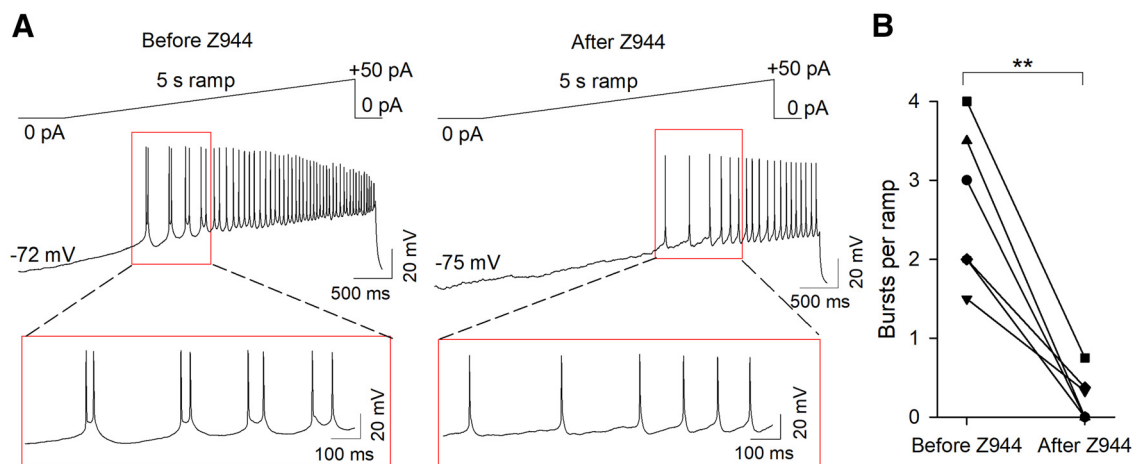 A
Before Z944
5 s ramp
+50 pA
0 pA
0 pA
-72 mV
20 mV
500 ms
20 mV
100 ms
After Z944
5 s ramp
+50 pA
0 pA
0 pA
-75 mV
20 mV
500 ms
20 mV
100 ms
B
**
Bursts per ramp
4
3
2
1
0
Before Z944
After Z944